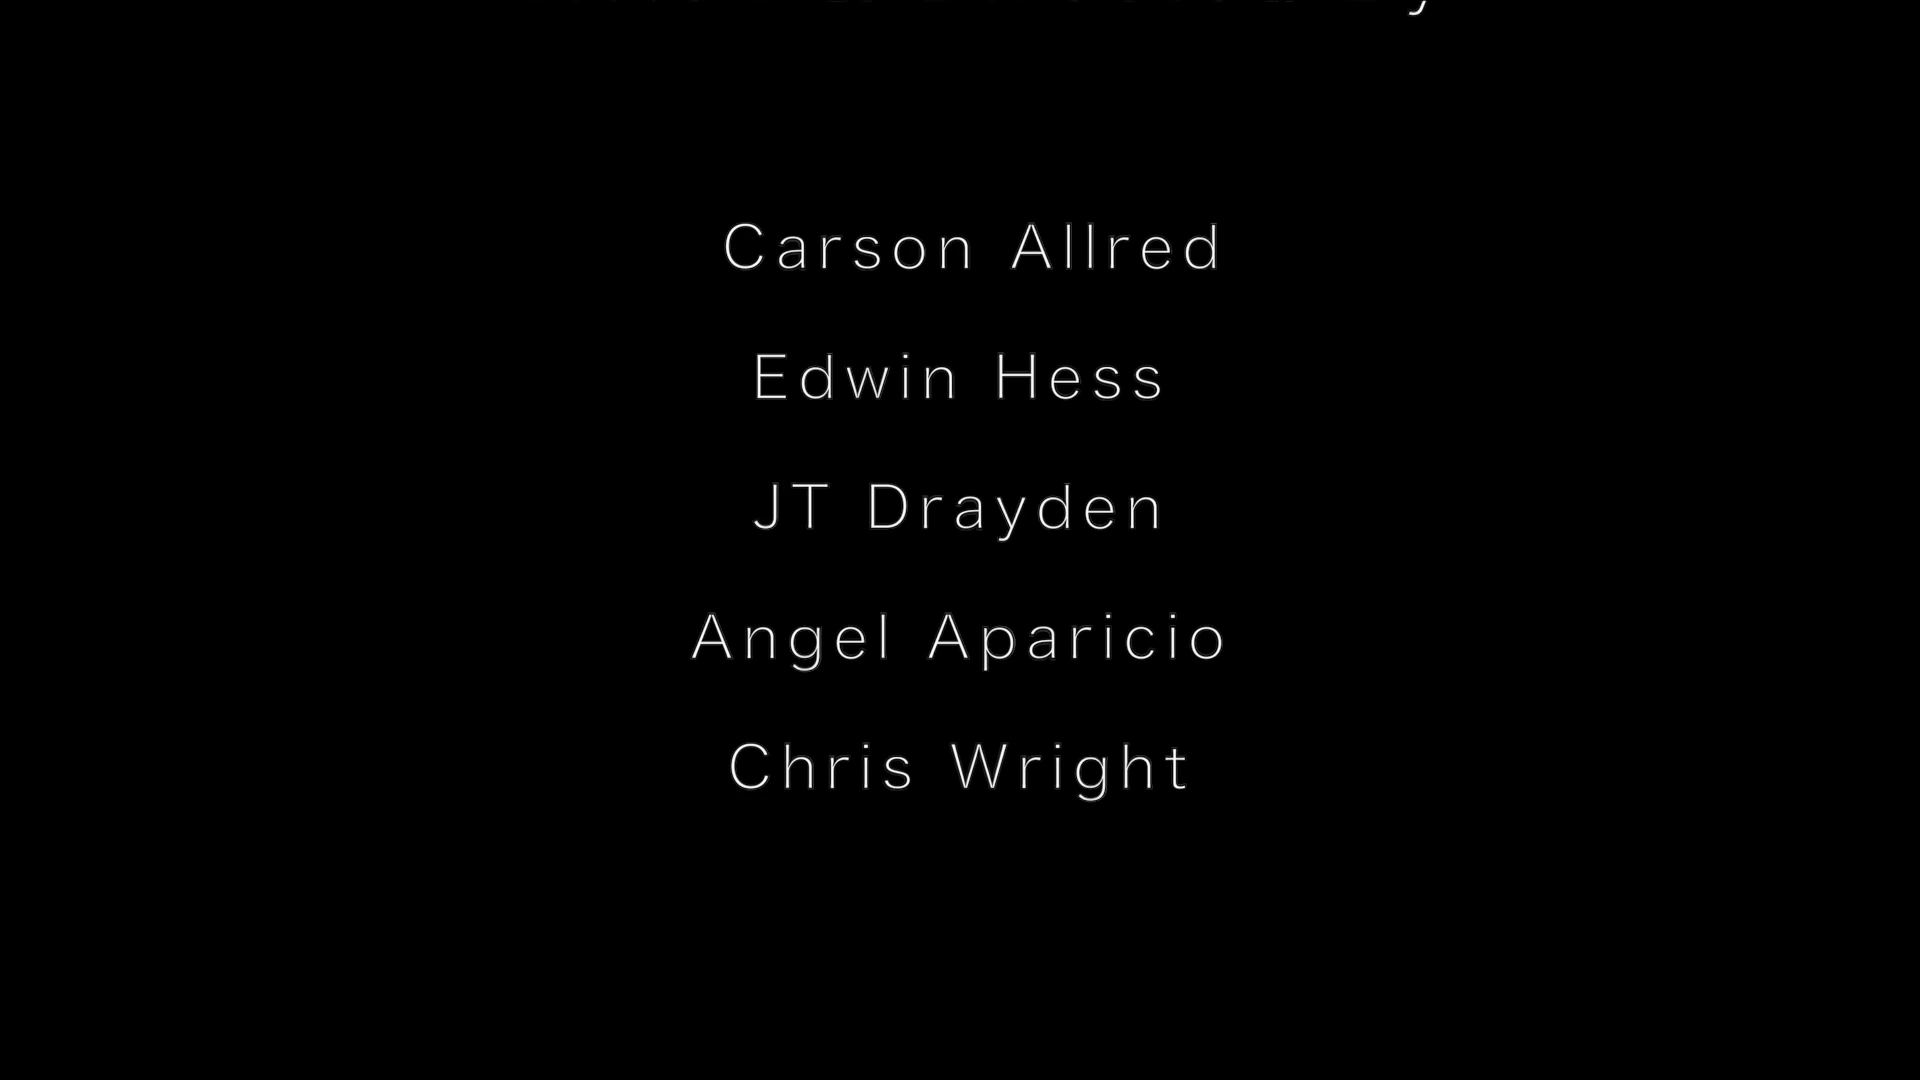 Carson Allred
Edwin Hess
JT Drayden
Angel Aparicio
Chris Wright